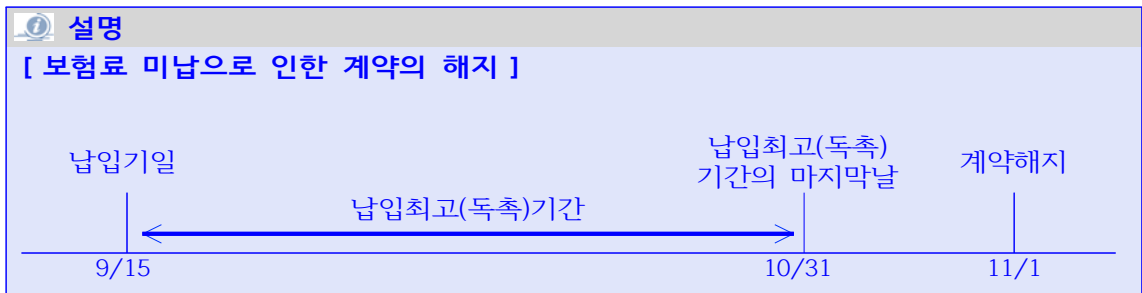 설명
[ 보험료 미납으로 인한 계약의 해지 ]
납입기일
납입최고(독촉)
기간의 마지막날
계약해지
납입최고(독촉)기간
9/15
10/31
11/1